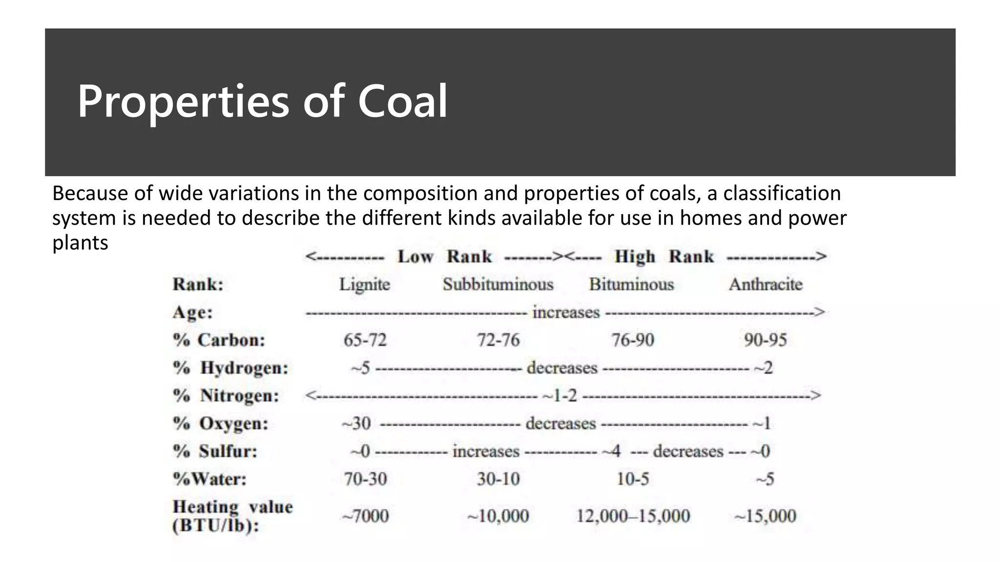 Properties of Coal
Because of wide variations in the composition and properties of coals, a classification
system is needed to describe the different kinds available for use in homes and power
plants
<---------- Low Rank -------><---- High Rank ------------->
Rank: Lignite Subbituminous Bituminous Anthracite
Age: ------------------------------------ increases ---------------------------------->
% Carbon: 65-72 72-76 76-90 90-95
% Hydrogen: ~5 ------------------------ decreases ------------------------ ~2
% Nitrogen: <------------------------------------ ~1-2 ------------------------------------->
% Oxygen: ~30 ----------------------- decreases ------------------------ ~1
% Sulfur: ~0 ------------ increases ------------ ~4 --- decreases --- ~0
%Water: 70-30 30-10 10-5 ~5
Heating value
(BTU/lb): ~7000 ~10,000 12,000–15,000 ~15,000